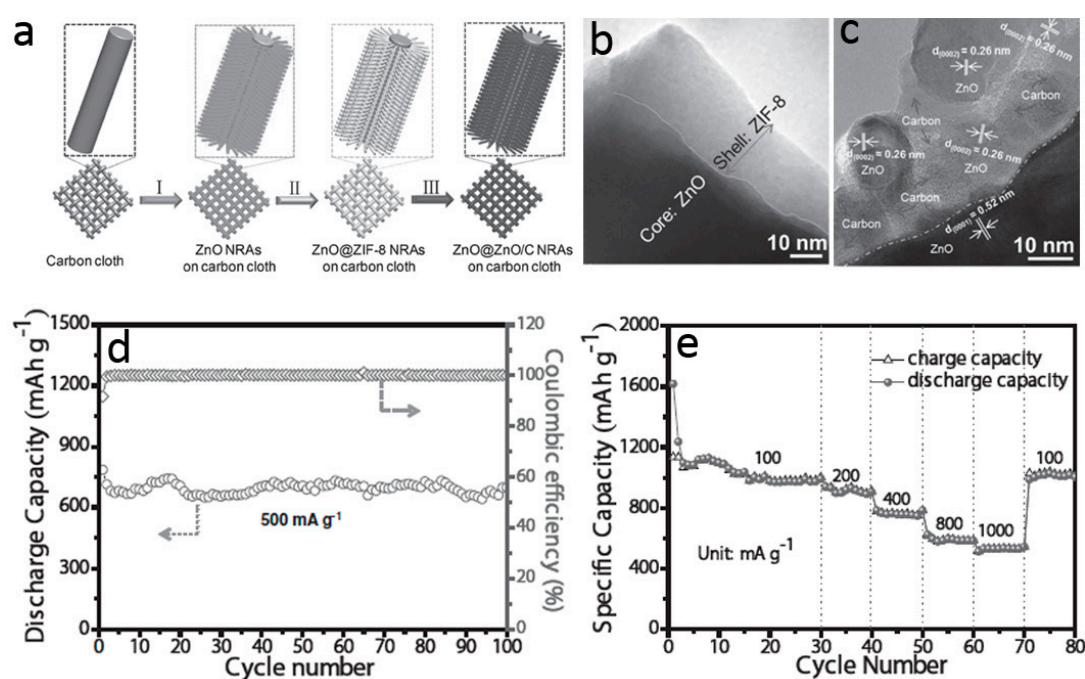 a
I
II
III
Carbon cloth
ZnO NRAs
on carbon cloth
ZnO@ZIF-8 NRAs
on carbon cloth
ZnO@ZnO/C NRAs
on carbon cloth
b
Core: ZnO
Shell: ZIF-8
10 nm
c
d(0002) = 0.26 nm
ZnO
d(0002) = 0.26 nm
Carbon
Carbon
d(0002) = 0.26 nm
ZnO
d(0002) = 0.26 nm
ZnO
Carbon
Carbon
d(0001) = 0.52 nm
ZnO
10 nm
d
Discharge Capacity (mAh g⁻¹)
1500
1200
900
600
300
0
500 mA g⁻¹
120
100
80
60
40
20
0
Coulombic efficiency (%)
0 10 20 30 40 50 60 70 80 90 100
Cycle number
e
Specific Capacity (mAh g⁻¹)
2000
1600
1200
800
400
0
charge capacity
discharge capacity
100
200
400
800
1000
100
Unit: mA g⁻¹
0 10 20 30 40 50 60 70 80
Cycle Number